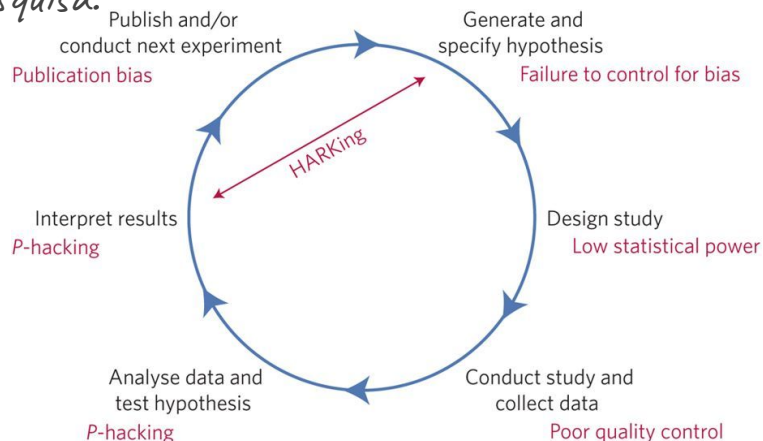 Publish and/or
conduct next experiment
Publication bias
Generate and
specify hypothesis
Failure to control for bias
HARKing
Interpret results
P-hacking
Design study
Low statistical power
Analyse data and
test hypothesis
P-hacking
Conduct study and
collect data
Poor quality control